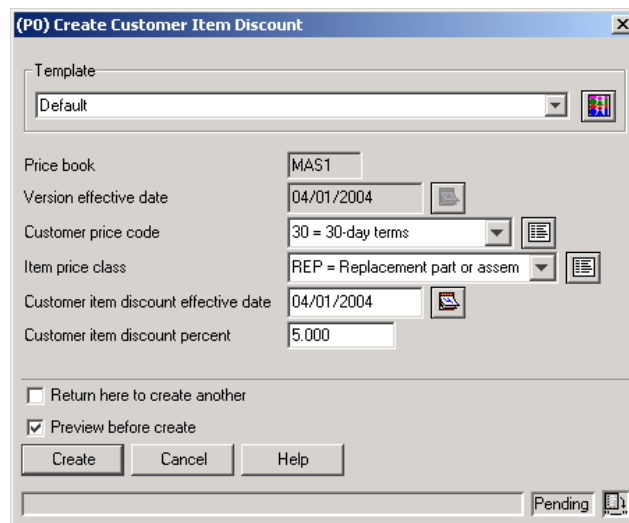 (P0) Create Customer Item Discount
Template
Default
Price book MAS1
Version effective date 04/01/2004
Customer price code 30 = 30-day terms
Item price class REP = Replacement part or assem
Customer item discount effective date 04/01/2004
Customer item discount percent 5.000
Return here to create another
Preview before create
Create Cancel Help
Pending